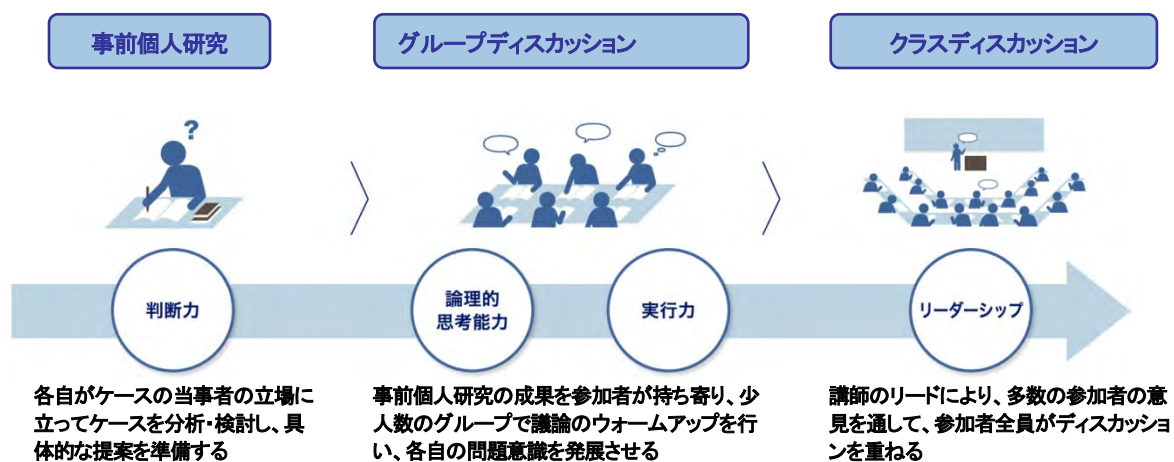 事前個人研究
グループディスカッション
クラスディスカッション
?
判断力
論理的
思考能力
実行力
リーダーシップ
各自がケースの当事者の立場に
立ってケースを分析・検討し、具
体的な提案を準備する
事前個人研究の成果を参加者が持ち寄り、少
人数のグループで議論のウォームアップを行
い、各自の問題意識を発展させる
講師のリードにより、多数の参加者の意
見を通して、参加者全員がディスカッショ
ンを重ねる